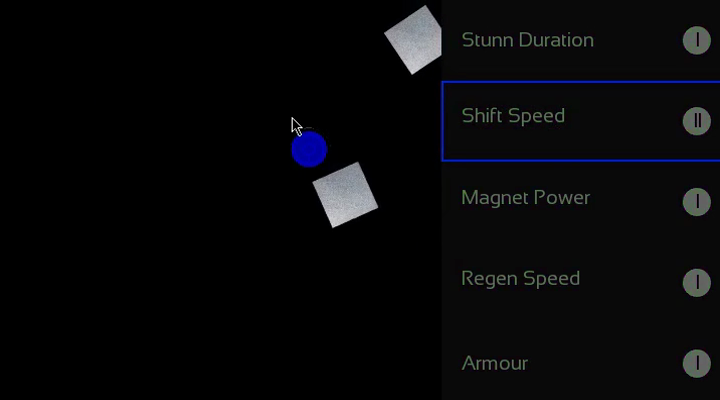 Stunn Duration I
Shift Speed II
Magnet Power I
Regen Speed I
Armour I